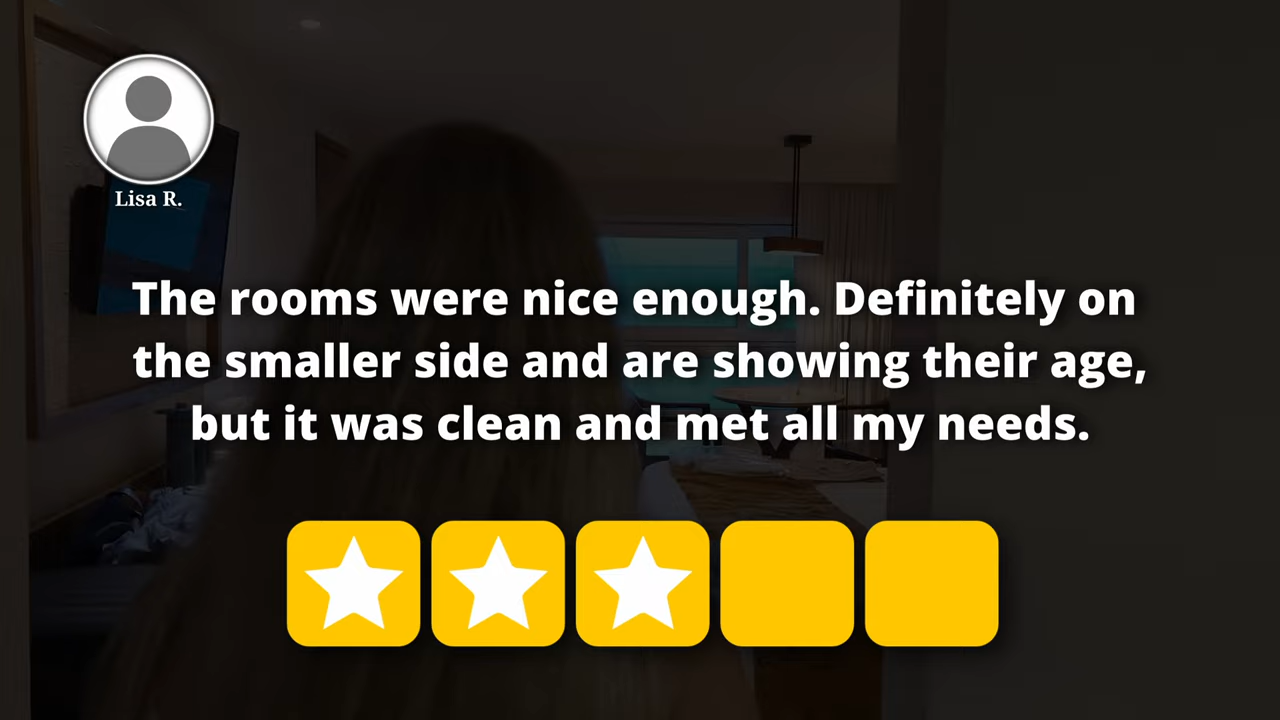 Lisa R.
The rooms were nice enough. Definitely on
the smaller side and are showing their age,
but it was clean and met all my needs.